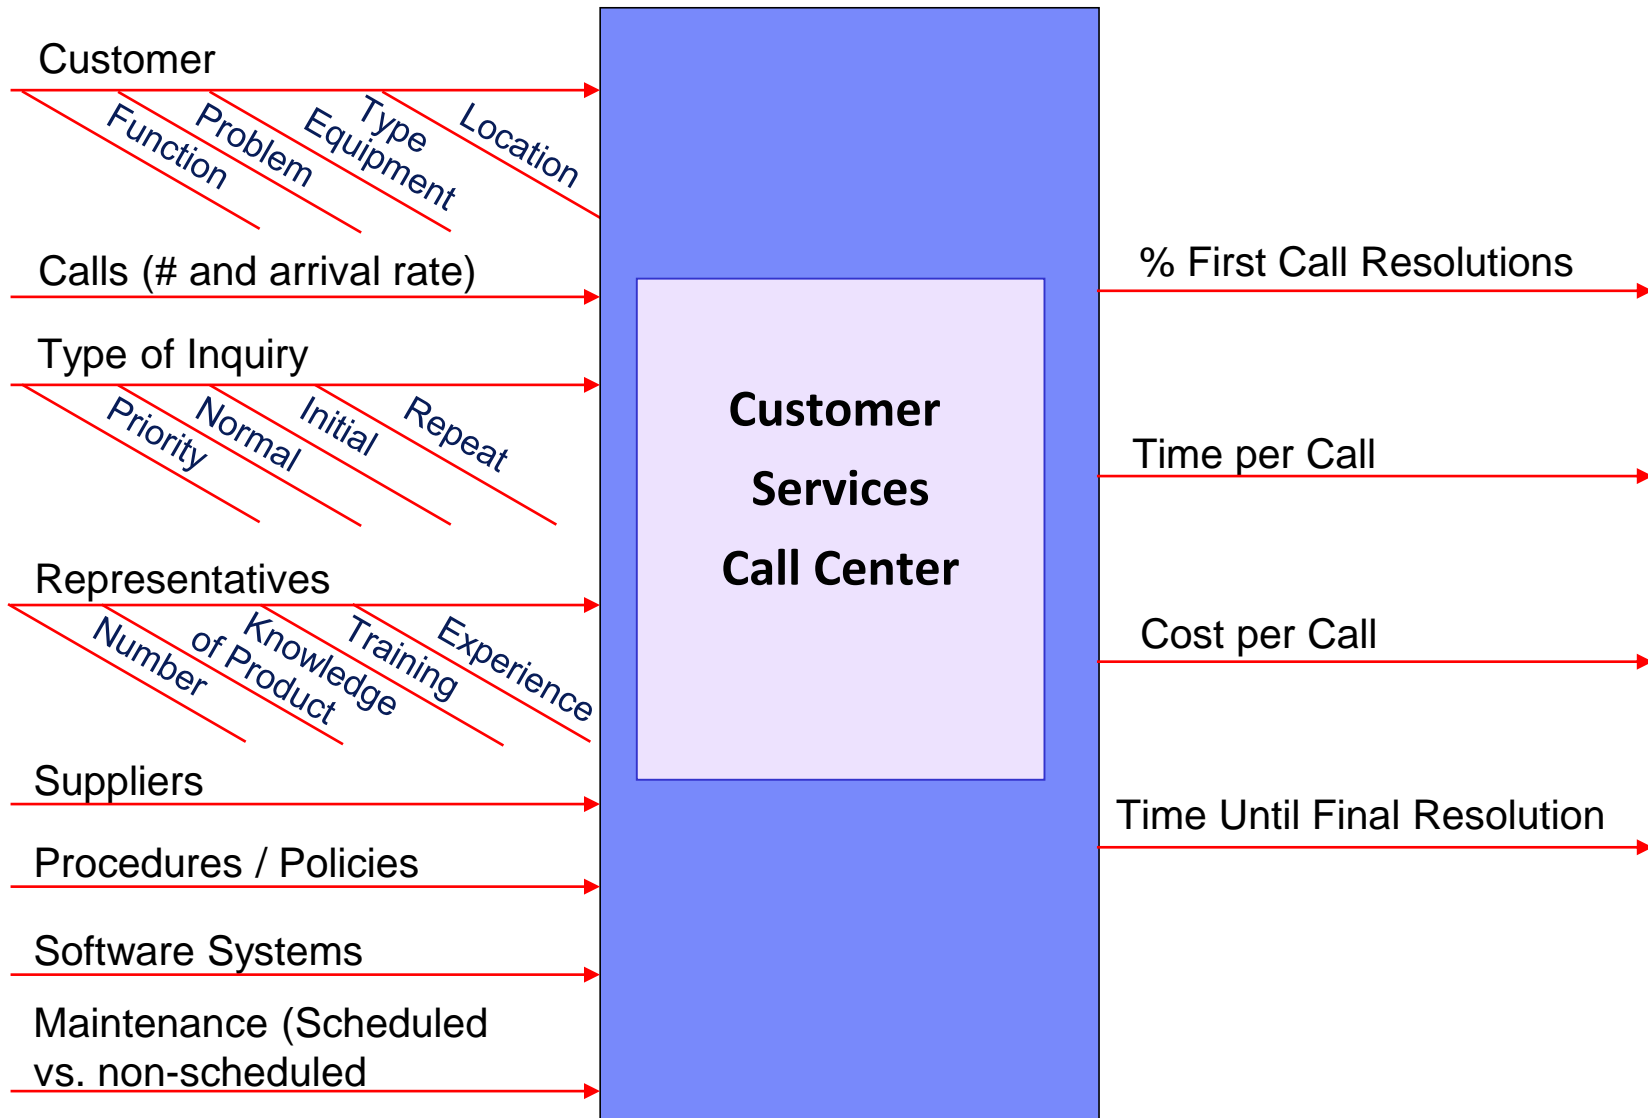 Customer
Function
Problem
Type
Equipment
Location
Calls (# and arrival rate)
Type of Inquiry
Priority
Normal
Initial
Repeat
Representatives
Number
Knowledge
of Product
Training
Experience
Suppliers
Procedures / Policies
Software Systems
Maintenance (Scheduled
vs. non-scheduled
Customer
Services
Call Center
% First Call Resolutions
Time per Call
Cost per Call
Time Until Final Resolution